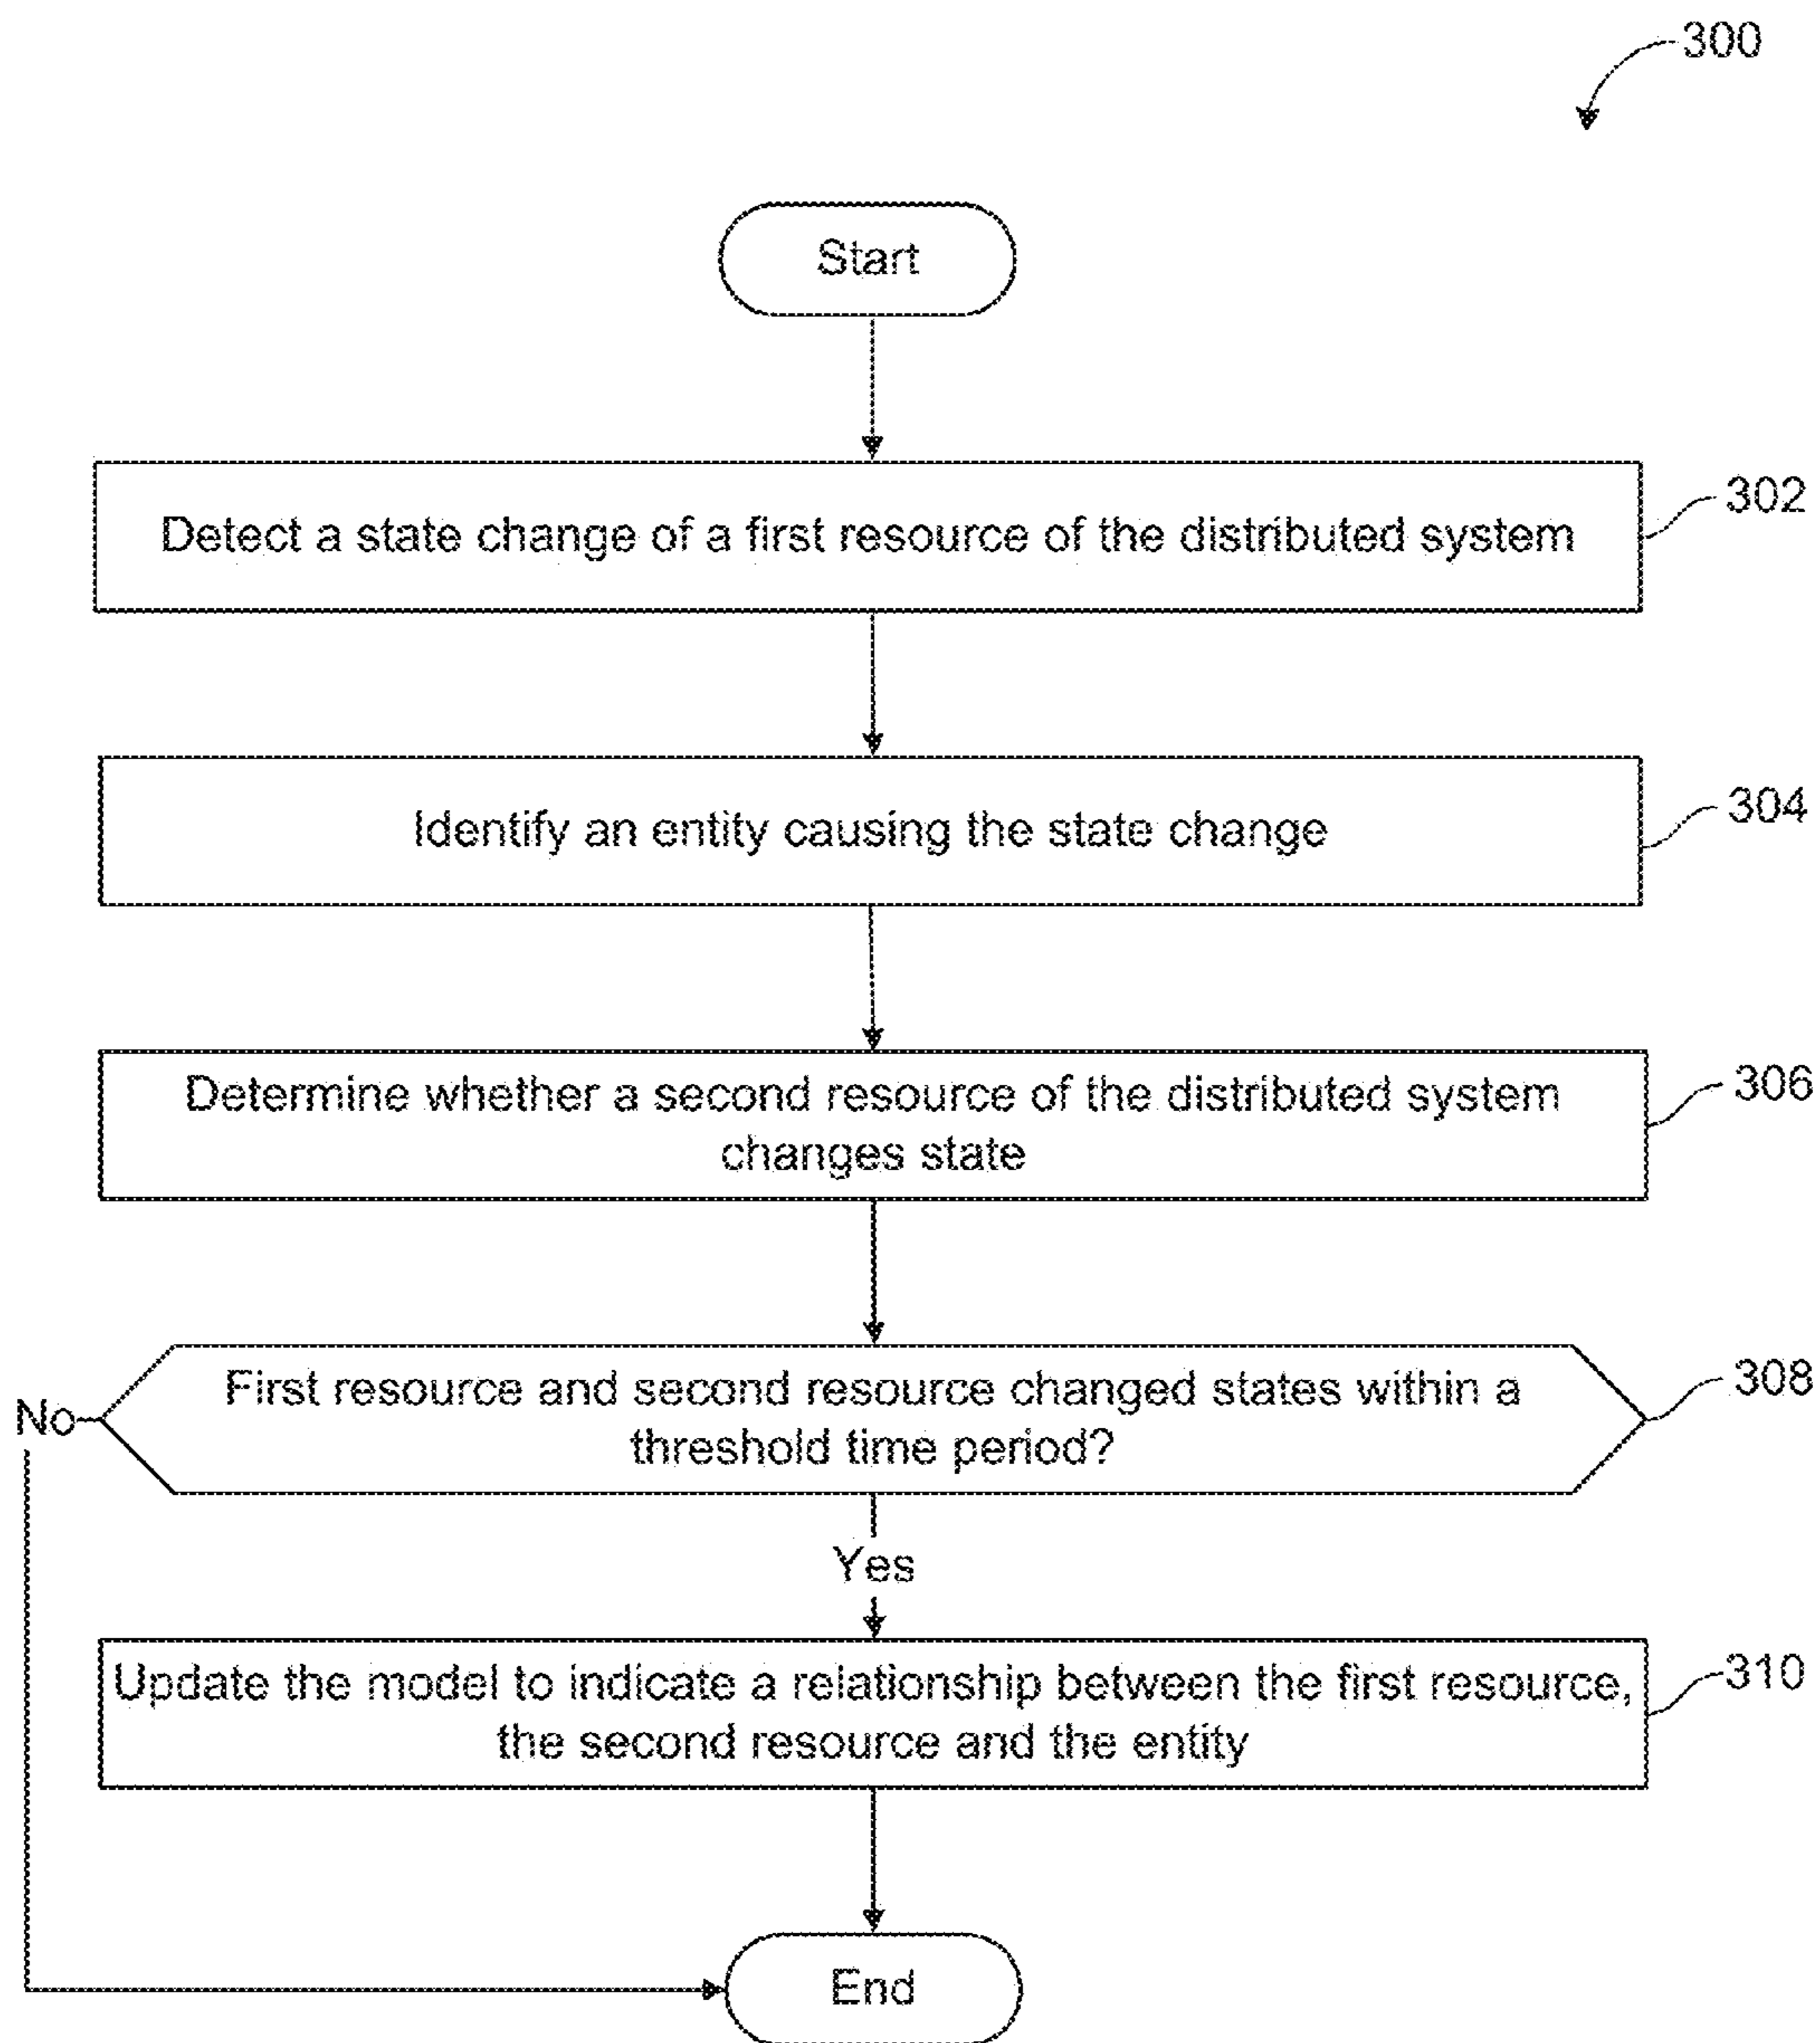 300
Start
Detect a state change of a first resource of the distributed system
302
Identify an entity causing the state change
304
Determine whether a second resource of the distributed system
changes state
306
First resource and second resource changed states within a
threshold time period?
308
No
Yes
Update the model to indicate a relationship between the first resource,
the second resource and the entity
310
End